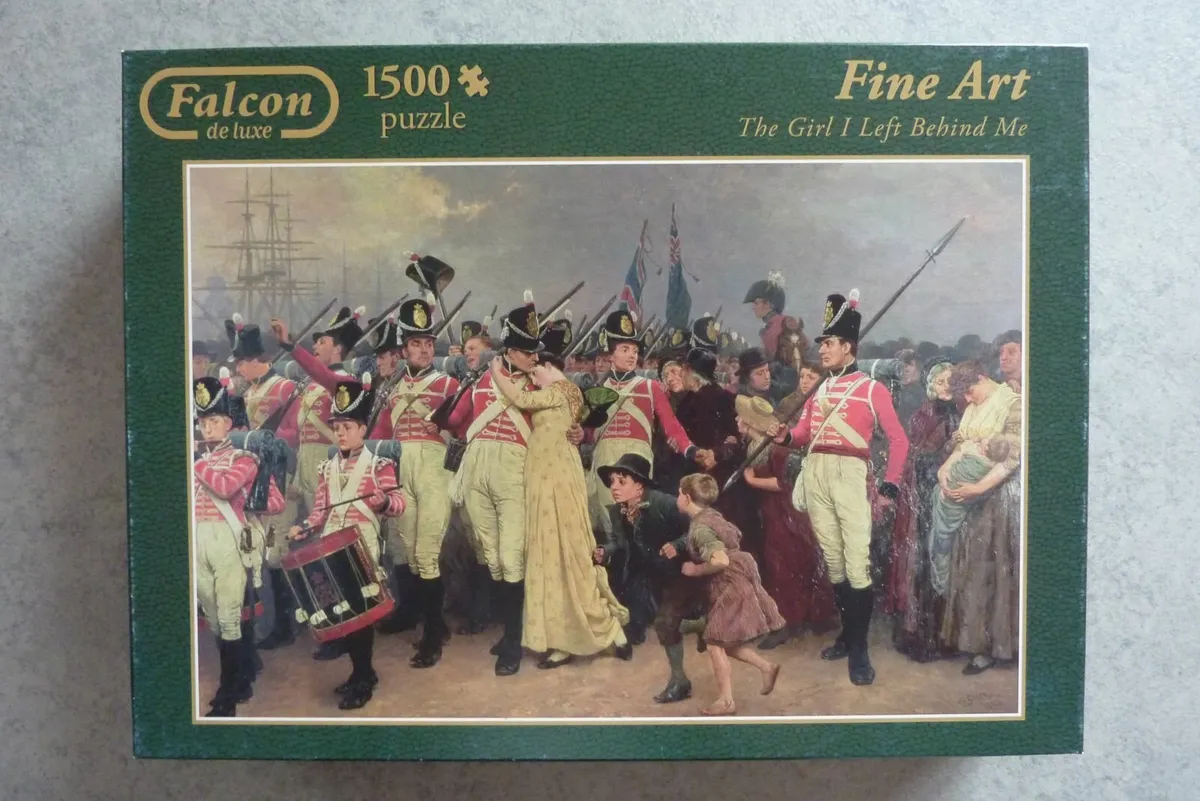 Falcon
de luxe
1500
puzzle
Fine Art
The Girl I Left Behind Me